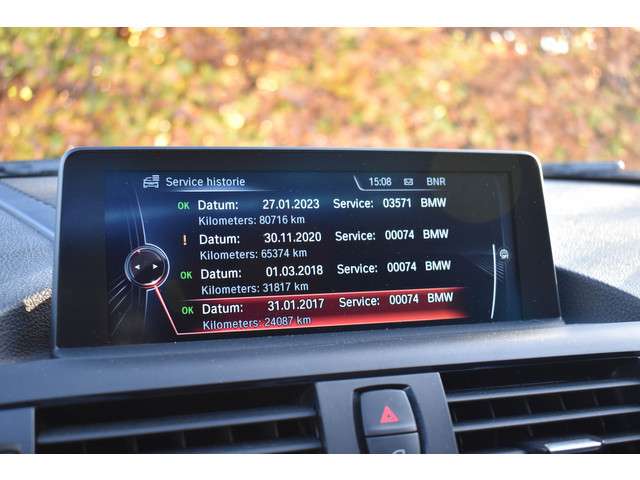 Service historie 15:08 BNR
OK Datum: 27.01.2023 Service: 03571 BMW
Kilometers: 80716 km
! Datum: 30.11.2020 Service: 00074 BMW
Kilometers: 65374 km
OK Datum: 01.03.2018 Service: 00074 BMW
Kilometers: 31817 km
OK Datum: 31.01.2017 Service: 00074 BMW
Kilometers: 24087 km